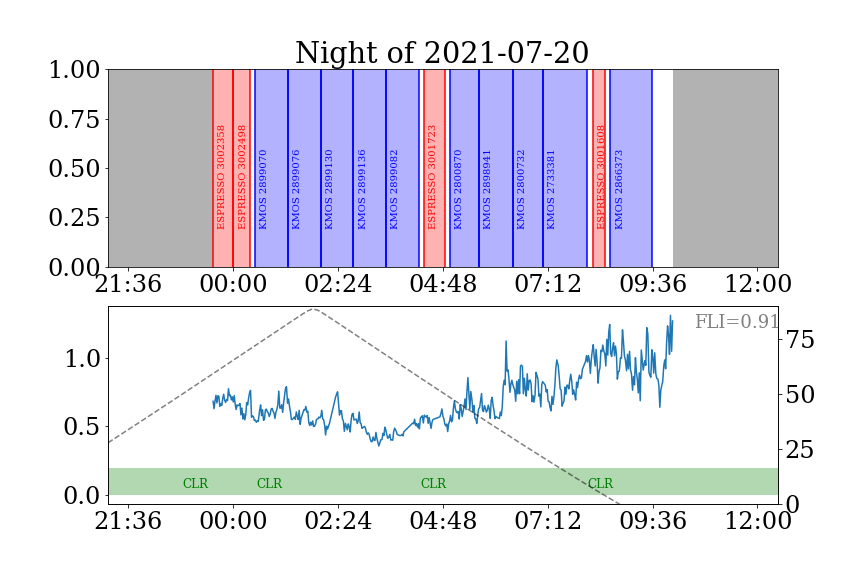 Night of 2021-07-20
1.00
0.75
0.50
0.25
0.00
ESPRESSO 3002358
ESPRESSO 3002498
KMOS 2899070
KMOS 2899076
KMOS 2899130
KMOS 2899136
KMOS 2899082
ESPRESSO 3001723
KMOS 2800870
KMOS 2898941
KMOS 2800732
KMOS 2733381
ESPRESSO 3001608
KMOS 2866373
21:36 00:00 02:24 04:48 07:12 09:36 12:00
FLI=0.91
1.0
0.5
0.0
75
50
25
0
CLR CLR CLR CLR
21:36 00:00 02:24 04:48 07:12 09:36 12:00